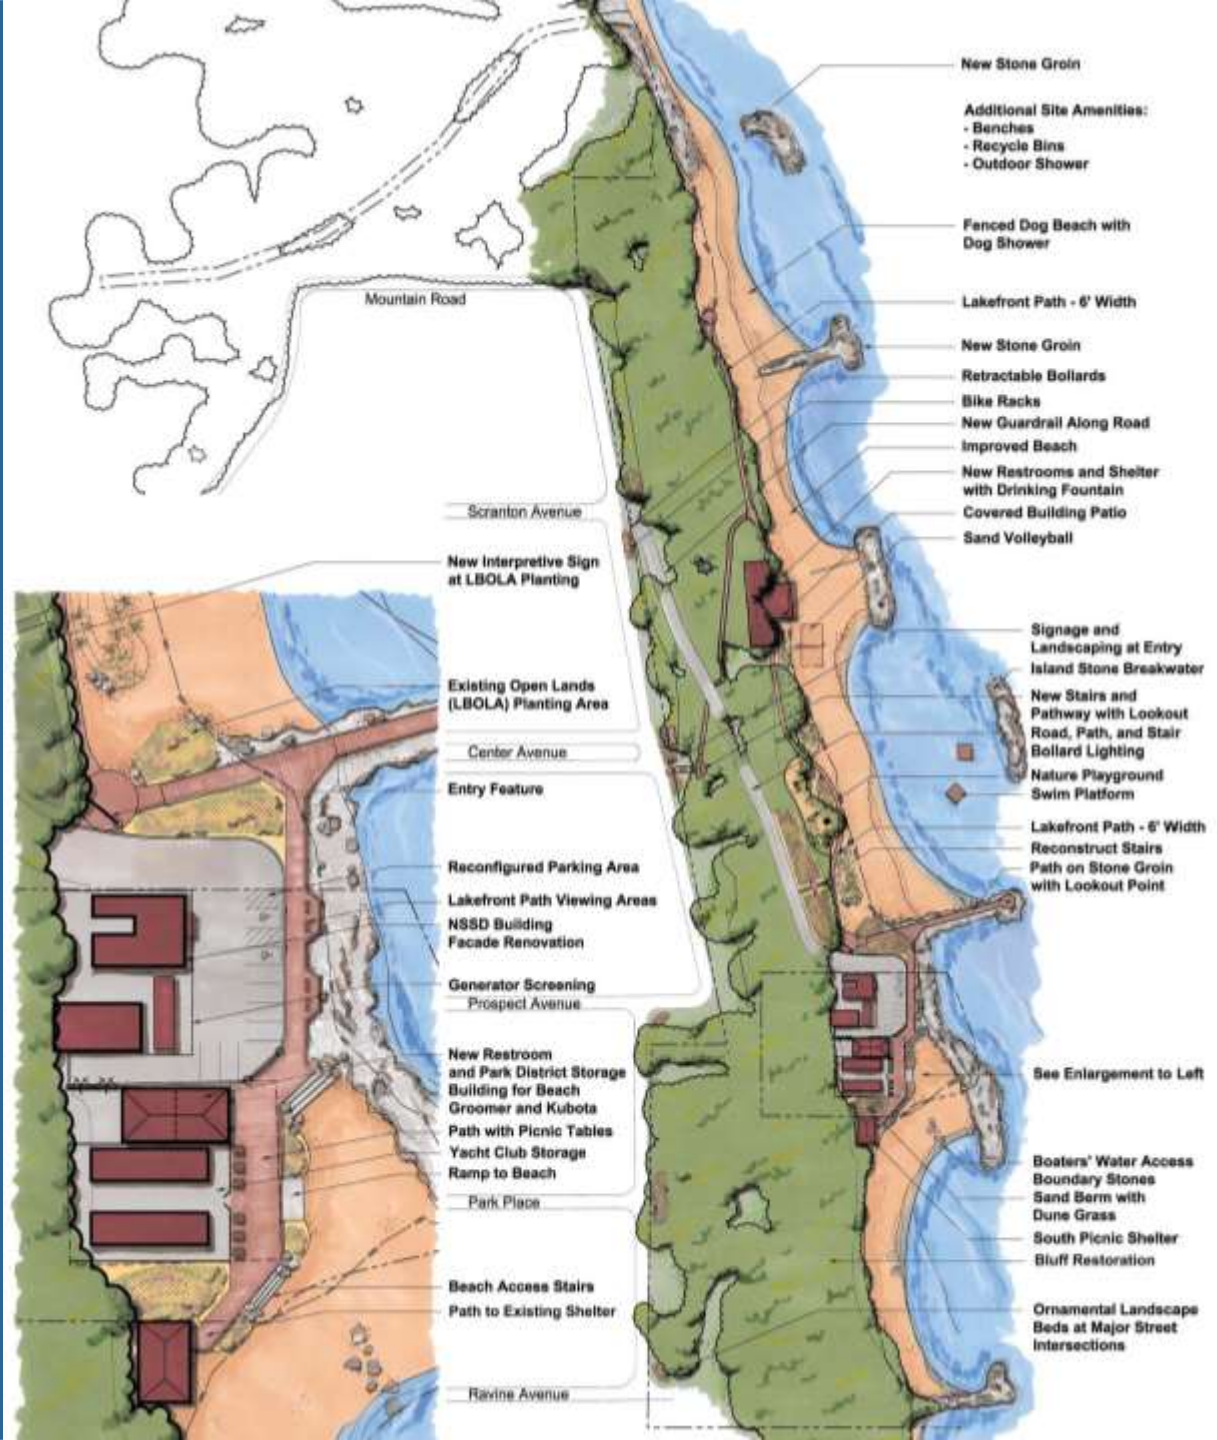 New Stone Groin
Additional Site Amenities:
- Benches
- Recycle Bins
- Outdoor Shower
Fenced Dog Beach with
Dog Shower
Lakefront Path - 6' Width
New Stone Groin
Retractable Bollards
Bike Racks
New Guardrail Along Road
Improved Beach
New Restrooms and Shelter
with Drinking Fountain
Covered Building Patio
Sand Volleyball
Signage and
Landscaping at Entry
Island Stone Breakwater
New Stairs and
Pathway with Lookout
Road, Path, and Stair
Bollard Lighting
Nature Playground
Swim Platform
Lakefront Path - 6' Width
Reconstruct Stairs
Path on Stone Groin
with Lookout Point
See Enlargement to Left
Boaters' Water Access
Boundary Stones
Sand Berm with
Dune Grass
South Picnic Shelter
Bluff Restoration
Ornamental Landscape
Beds at Major Street
Intersections
Mountain Road
Scranton Avenue
New Interpretive Sign
at LBOLA Planting
Existing Open Lands
(LBOLA) Planting Area
Center Avenue
Entry Feature
Reconfigured Parking Area
Lakefront Path Viewing Areas
NSSD Building
Facade Renovation
Generator Screening
Prospect Avenue
New Restroom
and Park District Storage
Building for Beach
Groomer and Kubota
Path with Picnic Tables
Yacht Club Storage
Ramp to Beach
Park Place
Beach Access Stairs
Path to Existing Shelter
Ravine Avenue